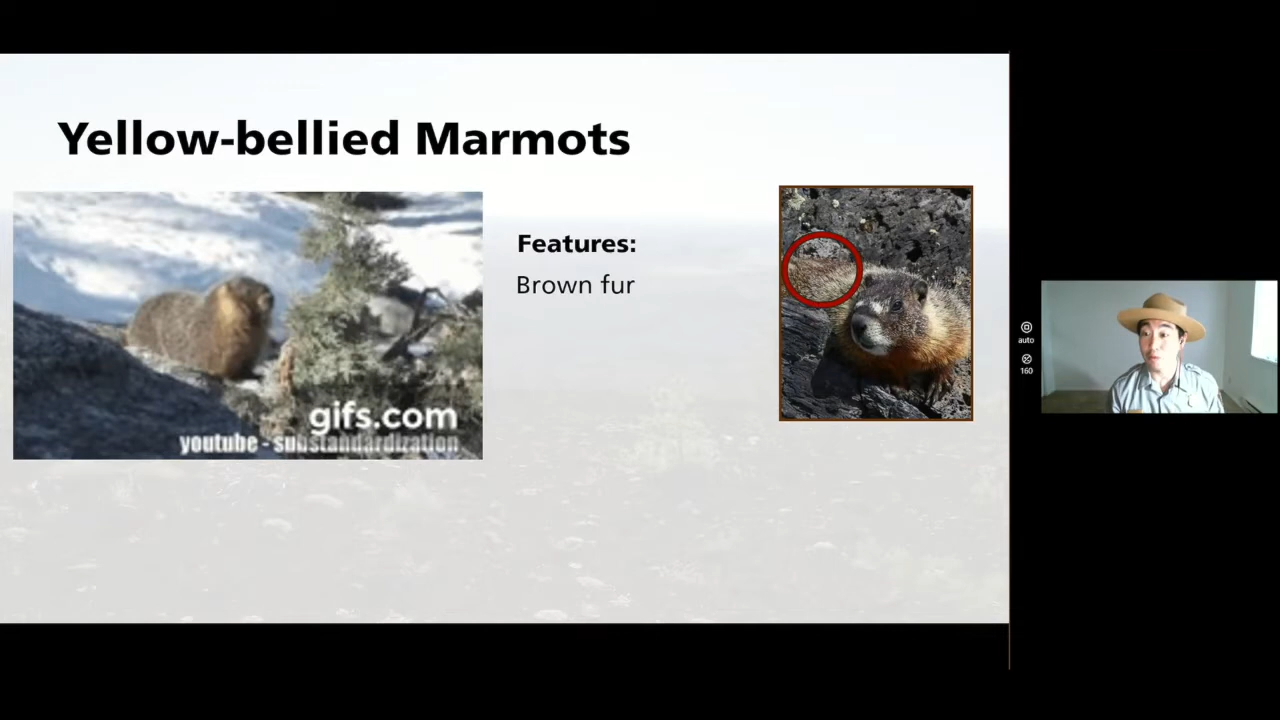 Yellow-bellied Marmots
Features:
Brown fur
gifs.com
youtube - substandardization
auto
160